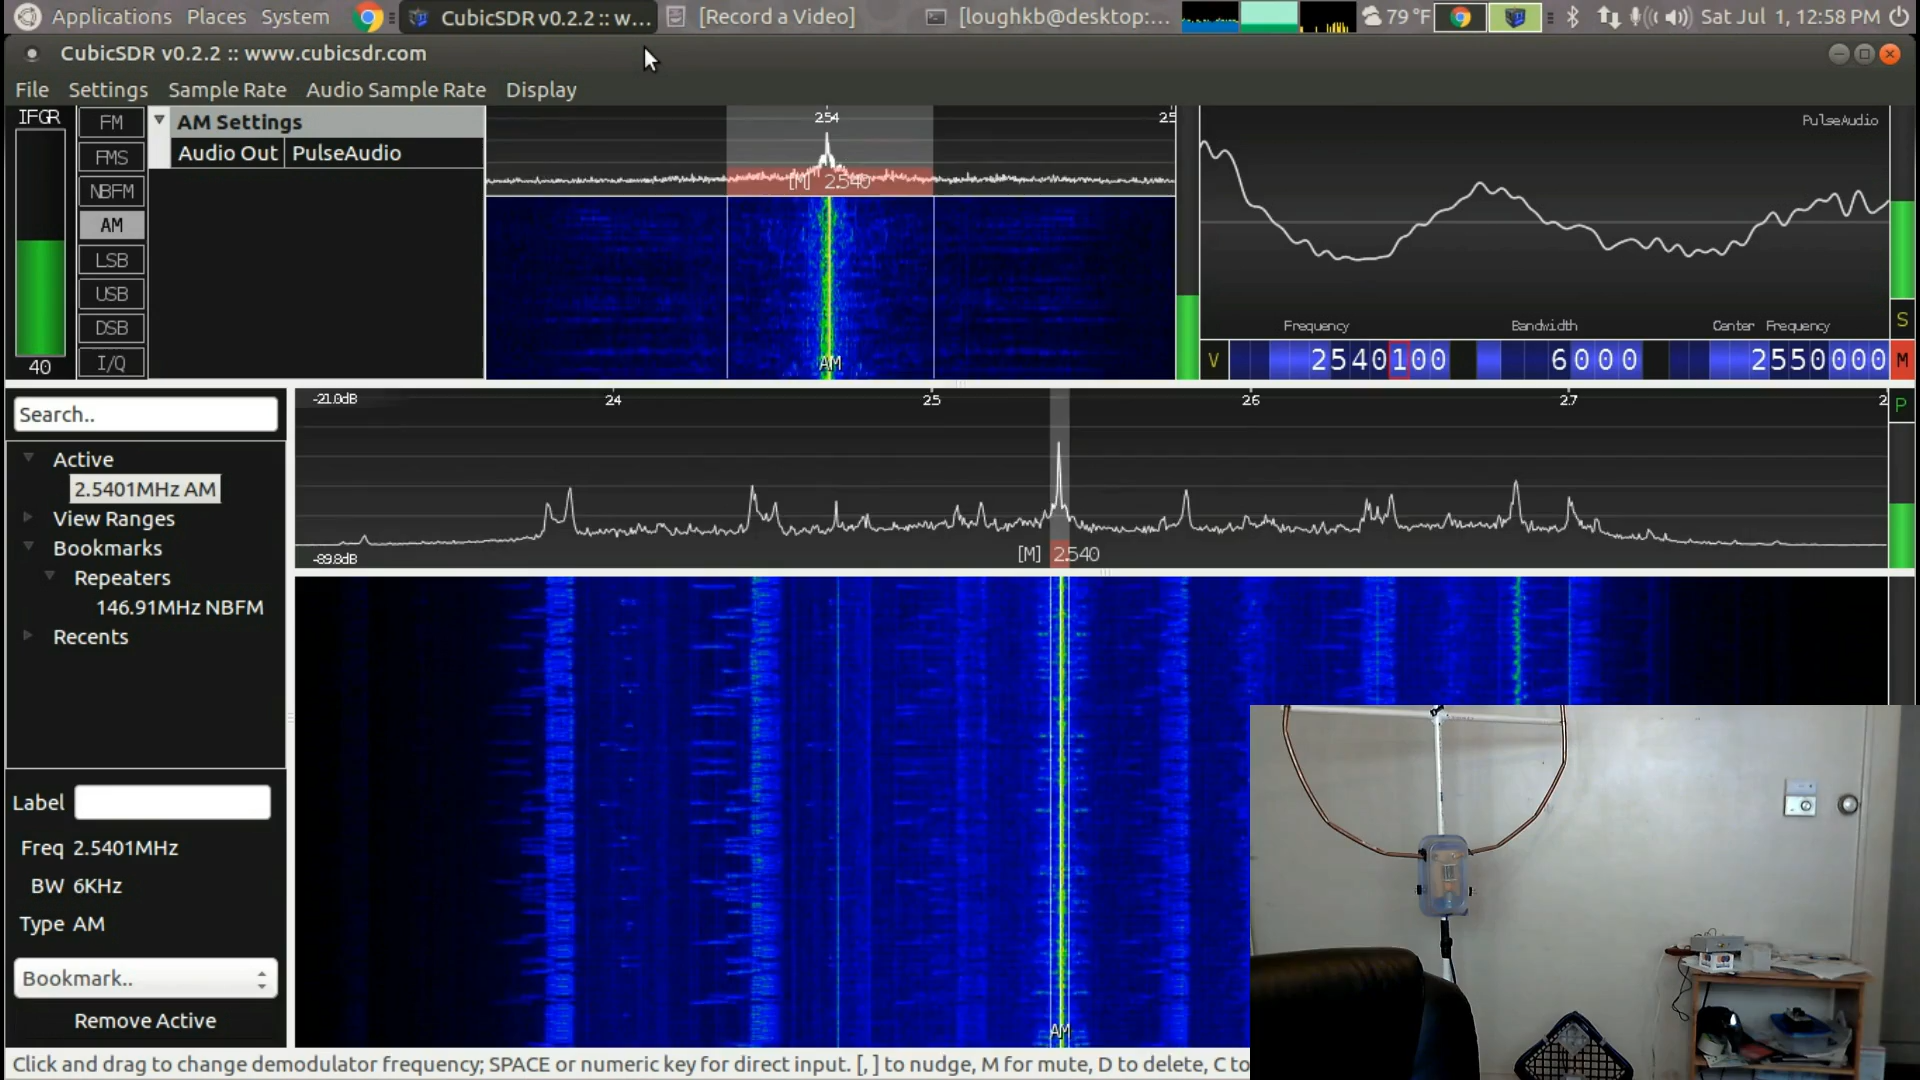 Applications Places System CubicSDR v0.2.2 :: w... [Record a Video] [loughkb@desktop:... 79 °F Sat Jul 1, 12:58 PM
CubicSDR v0.2.2 :: www.cubicsdr.com
File Settings Sample Rate Audio Sample Rate Display
IFGR
40
FM
FMS
NBFM
AM
LSB
USB
DSB
I/Q
AM Settings
Audio Out PulseAudio
254 25
[M] 2.540
AM
PulseAudio
Frequency Bandwidth Center Frequency
V 2540100 6000 2550000
S
M
P
Search..
Active
2.5401MHz AM
View Ranges
Bookmarks
Repeaters
146.91MHz NBFM
Recents
-21.0dB 24 25 26 27 2
-89.8dB
[M] 2.540
AM
Label
Freq 2.5401MHz
BW 6KHz
Type AM
Bookmark..
Remove Active
Click and drag to change demodulator frequency; SPACE or numeric key for direct input. [, ] to nudge, M for mute, D to delete, C to